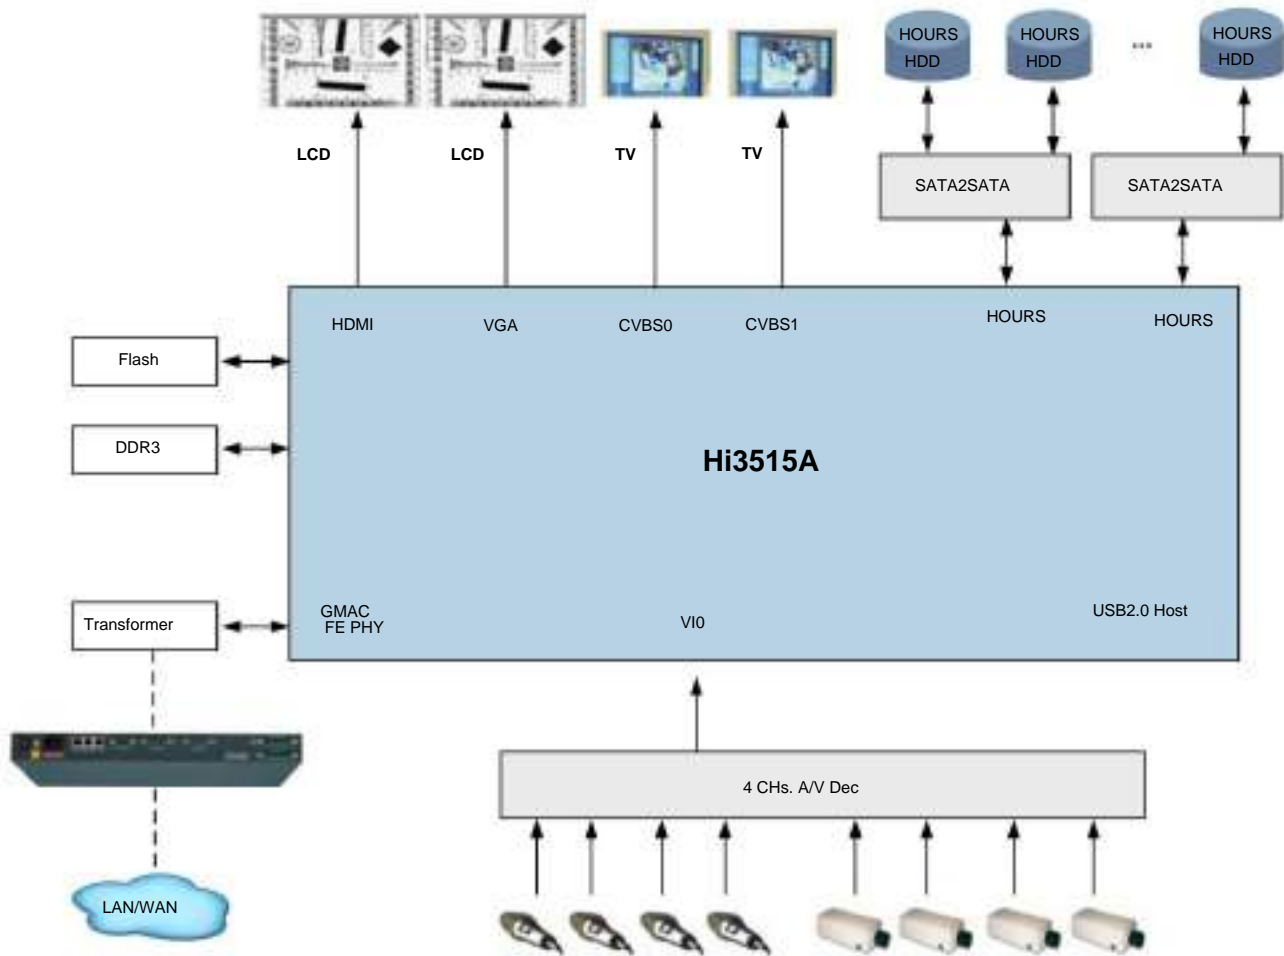 HOURS
HDD
HOURS
HDD
...
HOURS
HDD
LCD
LCD
TV
TV
SATA2SATA
SATA2SATA
HDMI
VGA
CVBS0
CVBS1
HOURS
HOURS
Flash
DDR3
Hi3515A
Transformer
GMAC
FE PHY
VI0
USB2.0 Host
4 CHs. A/V Dec
LAN/WAN